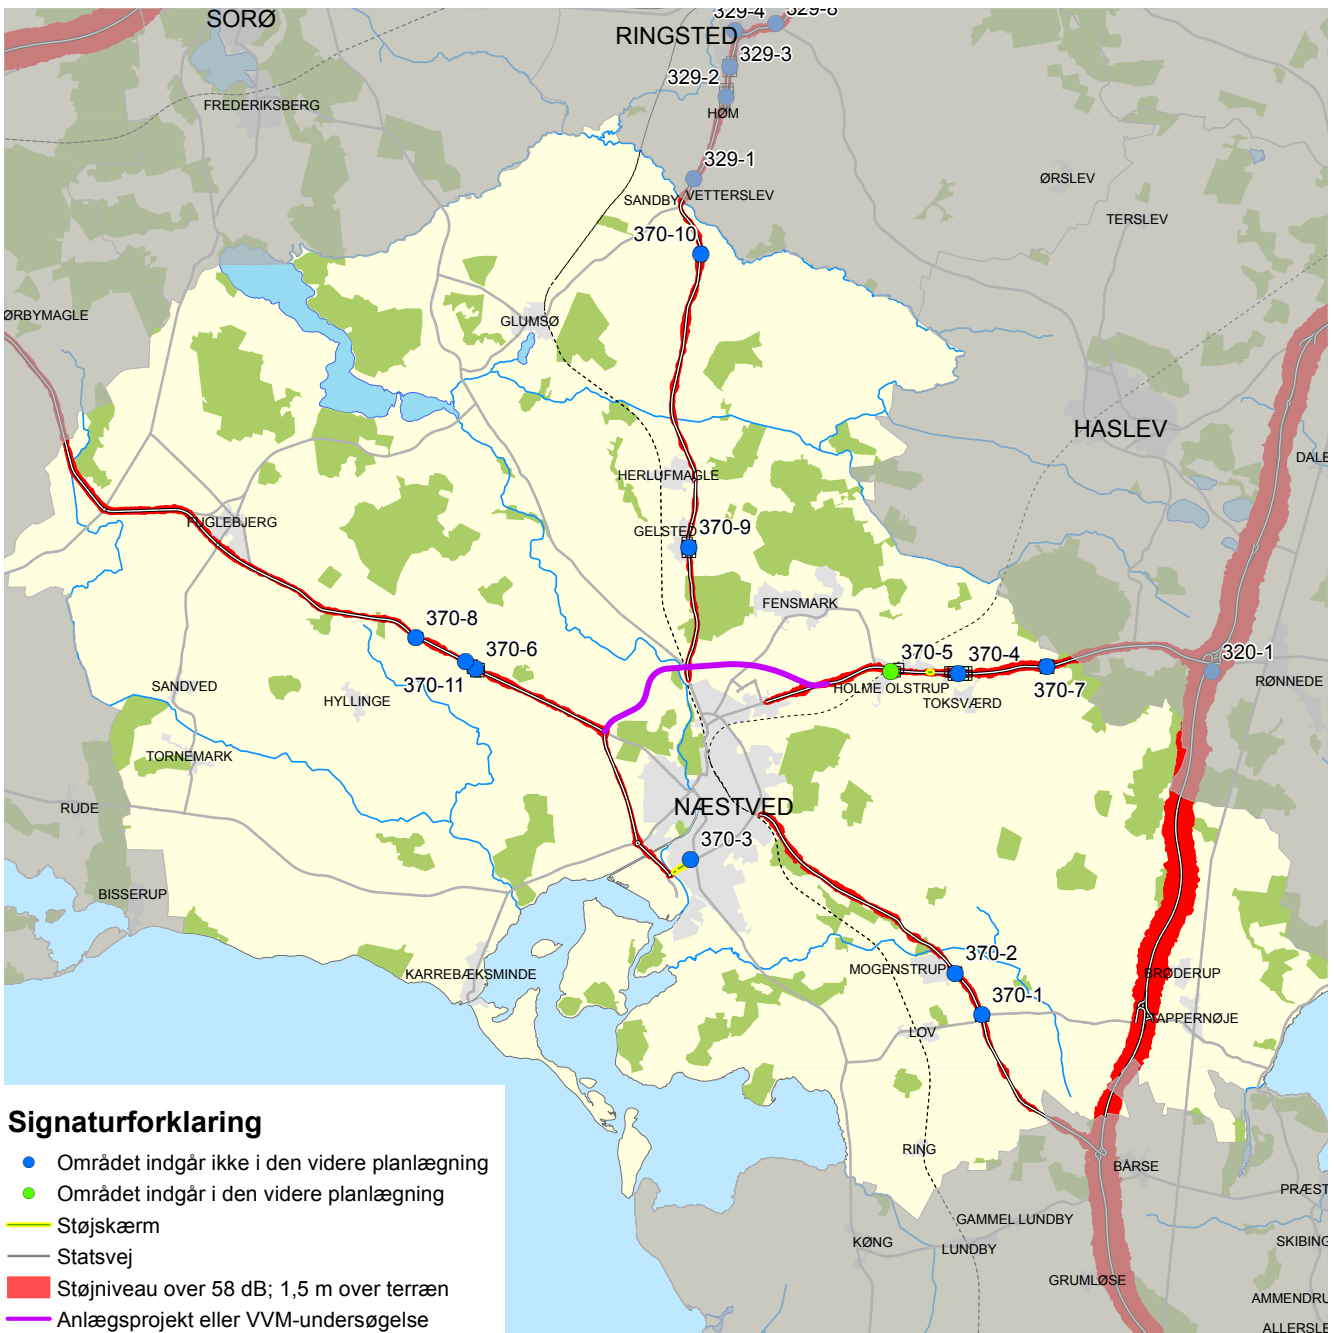 SORØ
329-4
329-8
RINGSTED
329-3
329-2
FREDERIKSBERG
HØM
329-1
ØRSLEV
SANDBY
VETTERSLEV
TERSLEV
370-10
ØRBYMAGLE
GLUMSØ
HASLEV
DALE
HERLUFMAGLE
FUGLEBJERG
GELSTED
370-9
FENSMARK
370-8
370-6
370-5
370-4
320-1
370-11
370-7
SANDVED
HOLME OLSTRUP
RØNNEDE
HYLLINGE
TOKSVÆRD
TORNEMARK
RUDE
NÆSTVED
370-3
BISSERUP
370-2
KARREBÆKSMINDE
MOGENSTRUP
BRØDERUP
370-1
LOV
TAPPERNØJE
RING
BÅRSE
PRÆST
GAMMEL LUNDBY
KØNG
LUNDBY
SKIBING
GRUMLØSE
AMMENDRU
ALLERSLE
Signaturforklaring
Området indgår ikke i den videre planlægning
Området indgår i den videre planlægning
Støjskærm
Statsvej
Støjniveau over 58 dB; 1,5 m over terræn
Anlægsprojekt eller VVM-undersøgelse